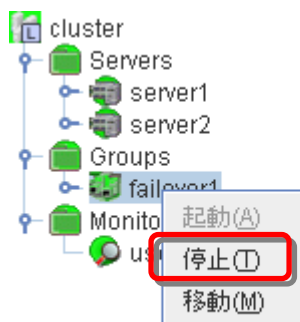 cluster
Servers
server1
server2
Groups
failover1
起動(A)
Monito
停止(T)
us
移動(M)